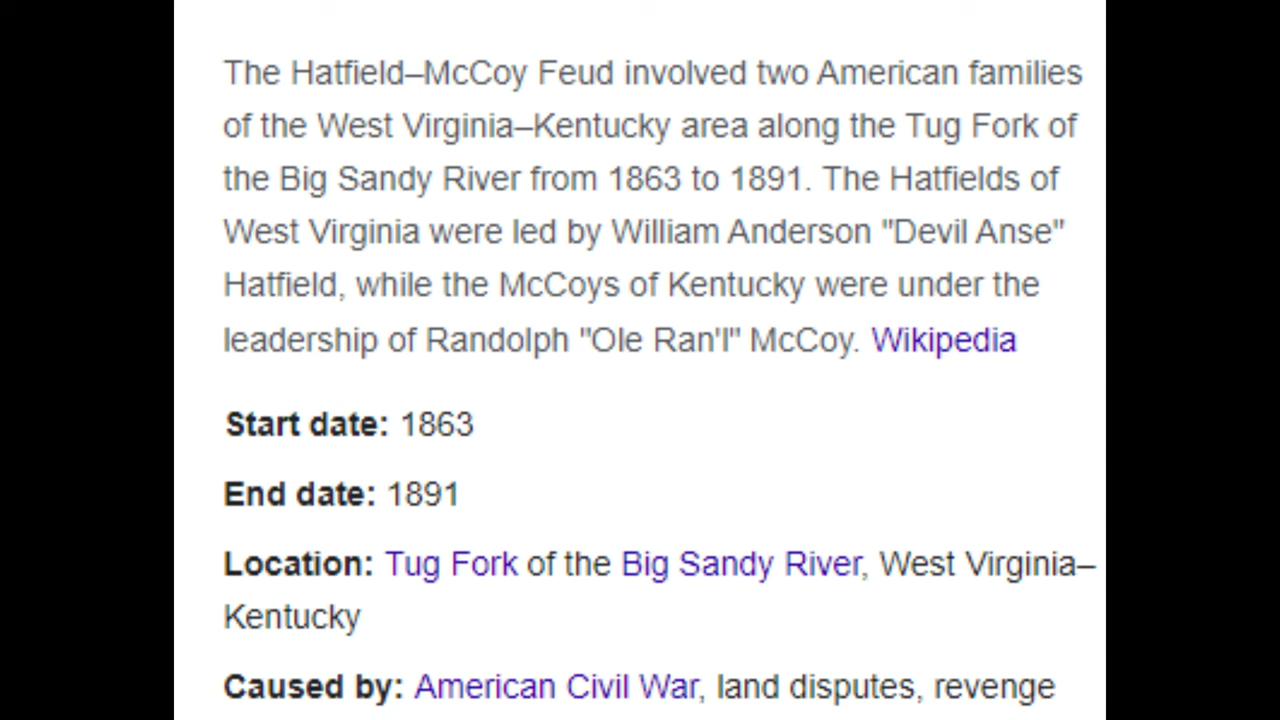 The Hatfield–McCoy Feud involved two American families
of the West Virginia–Kentucky area along the Tug Fork of
the Big Sandy River from 1863 to 1891. The Hatfields of
West Virginia were led by William Anderson "Devil Anse"
Hatfield, while the McCoys of Kentucky were under the
leadership of Randolph "Ole Ran'l" McCoy. Wikipedia
Start date: 1863
End date: 1891
Location: Tug Fork of the Big Sandy River, West Virginia–
Kentucky
Caused by: American Civil War, land disputes, revenge